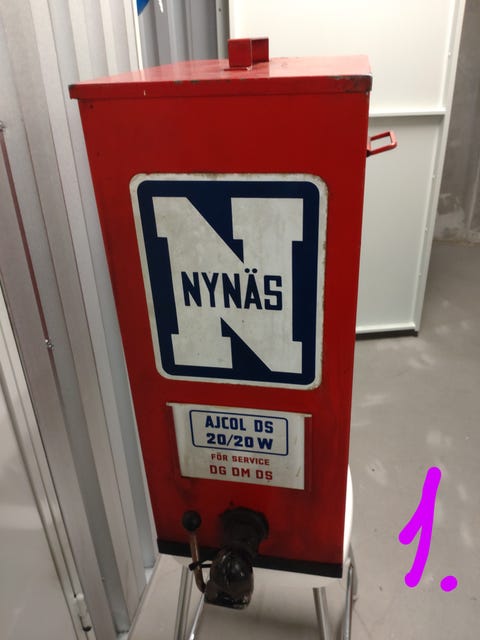 NYNÄS
AJCOL DS
20/20 W
FÖR SERVICE
DG DM DS
1.